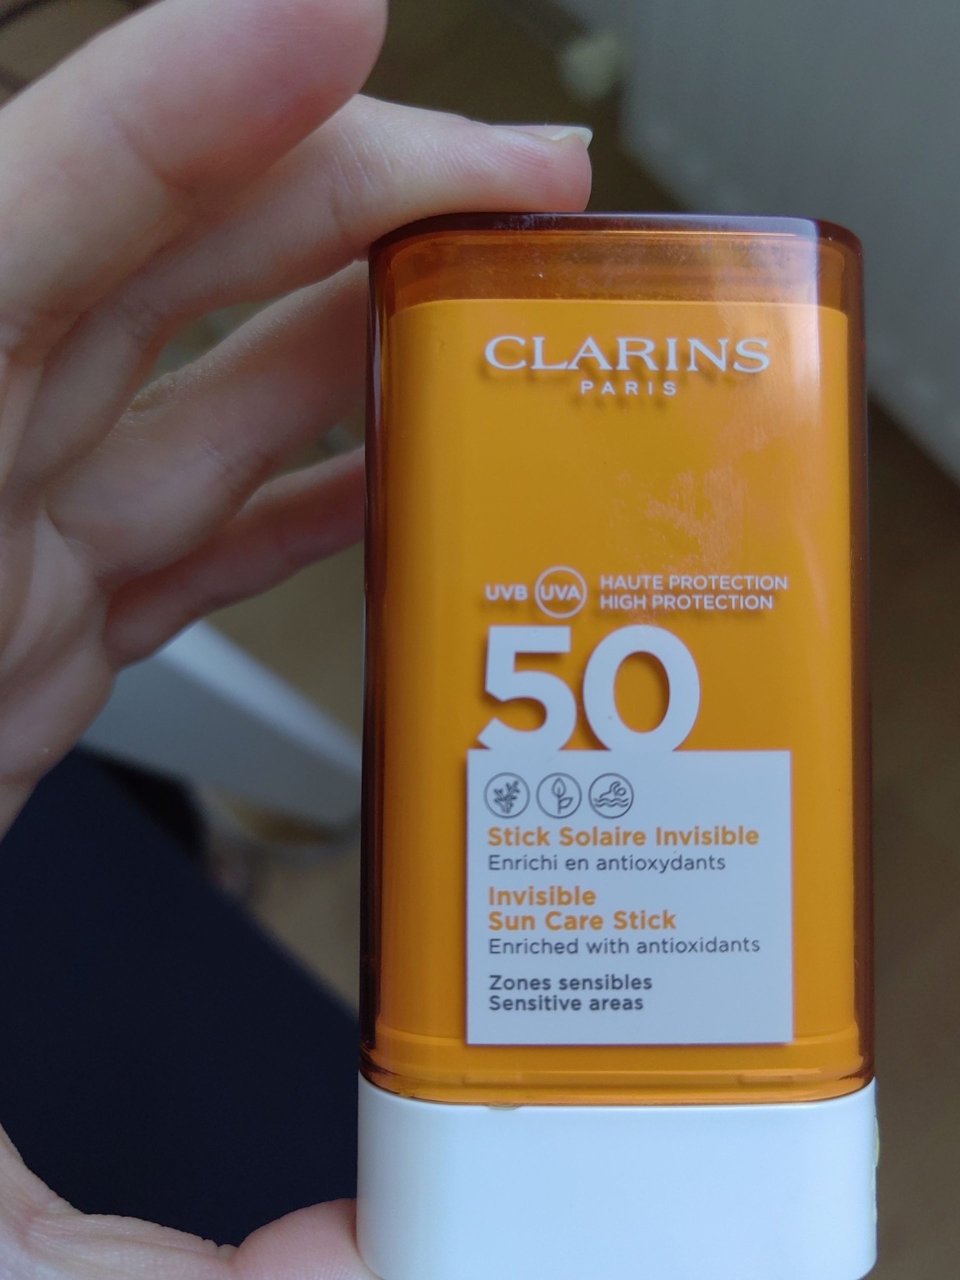 CLARINS
PARIS
UVB UVA HAUTE PROTECTION
HIGH PROTECTION
50
Stick Solaire Invisible
Enrichi en antioxydants
Invisible
Sun Care Stick
Enriched with antioxidants
Zones sensibles
Sensitive areas